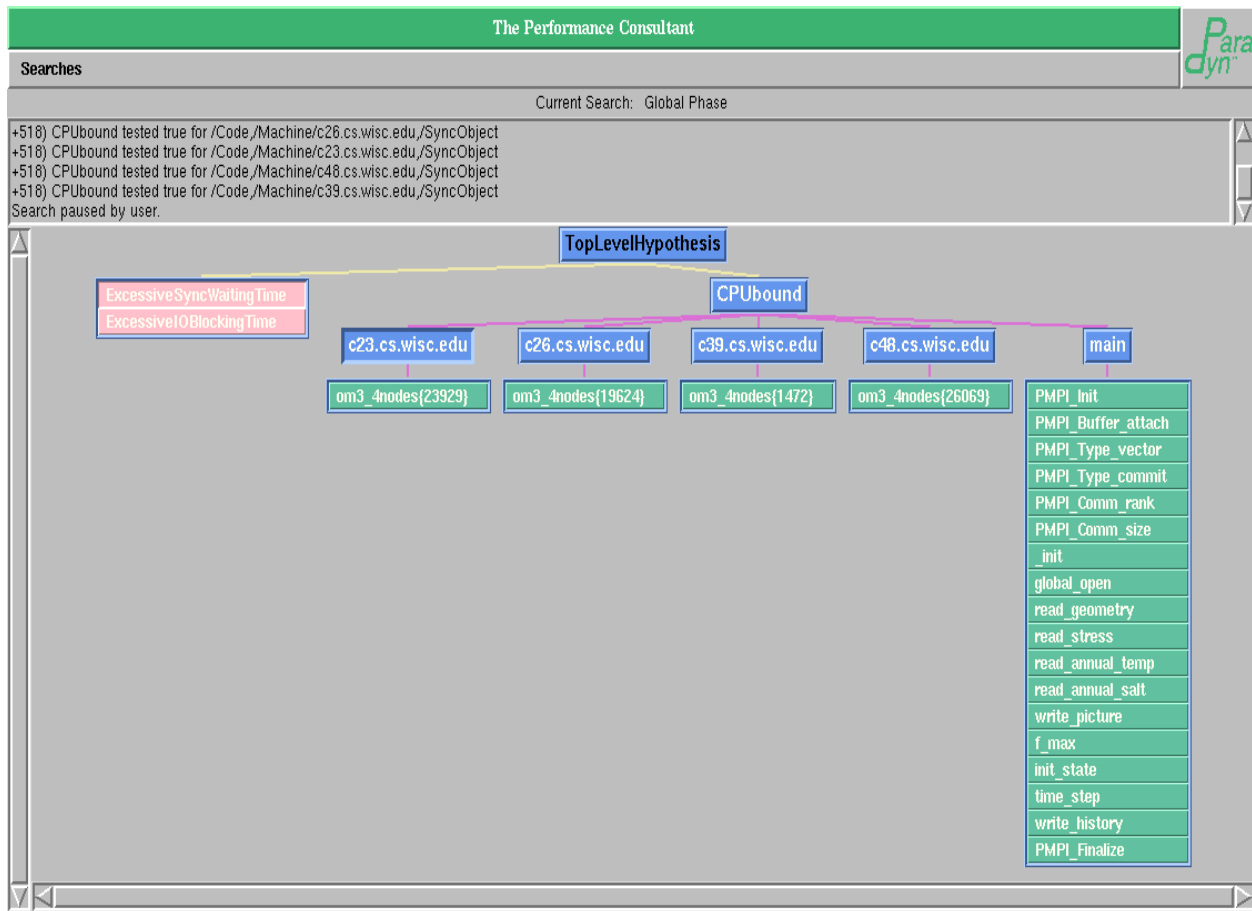 The Performance Consultant
Paradyn™
Searches
Current Search: Global Phase
+518) CPUbound tested true for /Code,/Machine/c26.cs.wisc.edu,/SyncObject
+518) CPUbound tested true for /Code,/Machine/c23.cs.wisc.edu,/SyncObject
+518) CPUbound tested true for /Code,/Machine/c48.cs.wisc.edu,/SyncObject
+518) CPUbound tested true for /Code,/Machine/c39.cs.wisc.edu,/SyncObject
Search paused by user.
TopLevelHypothesis
ExcessiveSyncWaitingTime
ExcessiveIOBlockingTime
CPUbound
c23.cs.wisc.edu
c26.cs.wisc.edu
c39.cs.wisc.edu
c48.cs.wisc.edu
main
om3_4nodes{23929}
om3_4nodes{19624}
om3_4nodes{1472}
om3_4nodes{26069}
PMPI_Init
PMPI_Buffer_attach
PMPI_Type_vector
PMPI_Type_commit
PMPI_Comm_rank
PMPI_Comm_size
_init
global_open
read_geometry
read_stress
read_annual_temp
read_annual_salt
write_picture
f_max
init_state
time_step
write_history
PMPI_Finalize